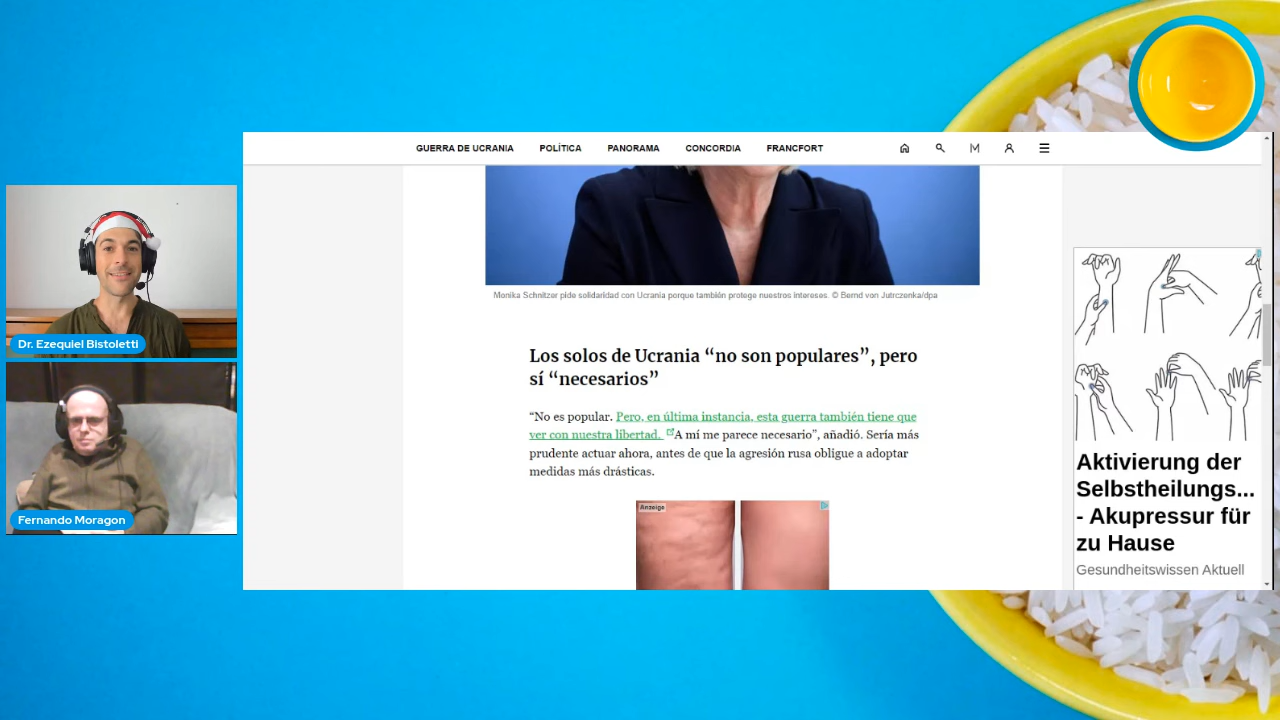 GUERRA DE UCRANIA POLÍTICA PANORAMA CONCORDIA FRANCFORT
Monika Schnitzer pide solidaridad con Ucrania porque también protege nuestros intereses. © Bernd von Jutrczenka/dpa
Los solos de Ucrania “no son populares”, pero
sí “necesarios”
“No es popular. Pero, en última instancia, esta guerra también tiene que
ver con nuestra libertad. A mí me parece necesario”, añadió. Sería más
prudente actuar ahora, antes de que la agresión rusa obligue a adoptar
medidas más drásticas.
Anzeige
Aktivierung der
Selbstheilungs...
- Akupressur für
zu Hause
Gesundheitswissen Aktuell
Dr. Ezequiel Bistoletti
Fernando Moragon